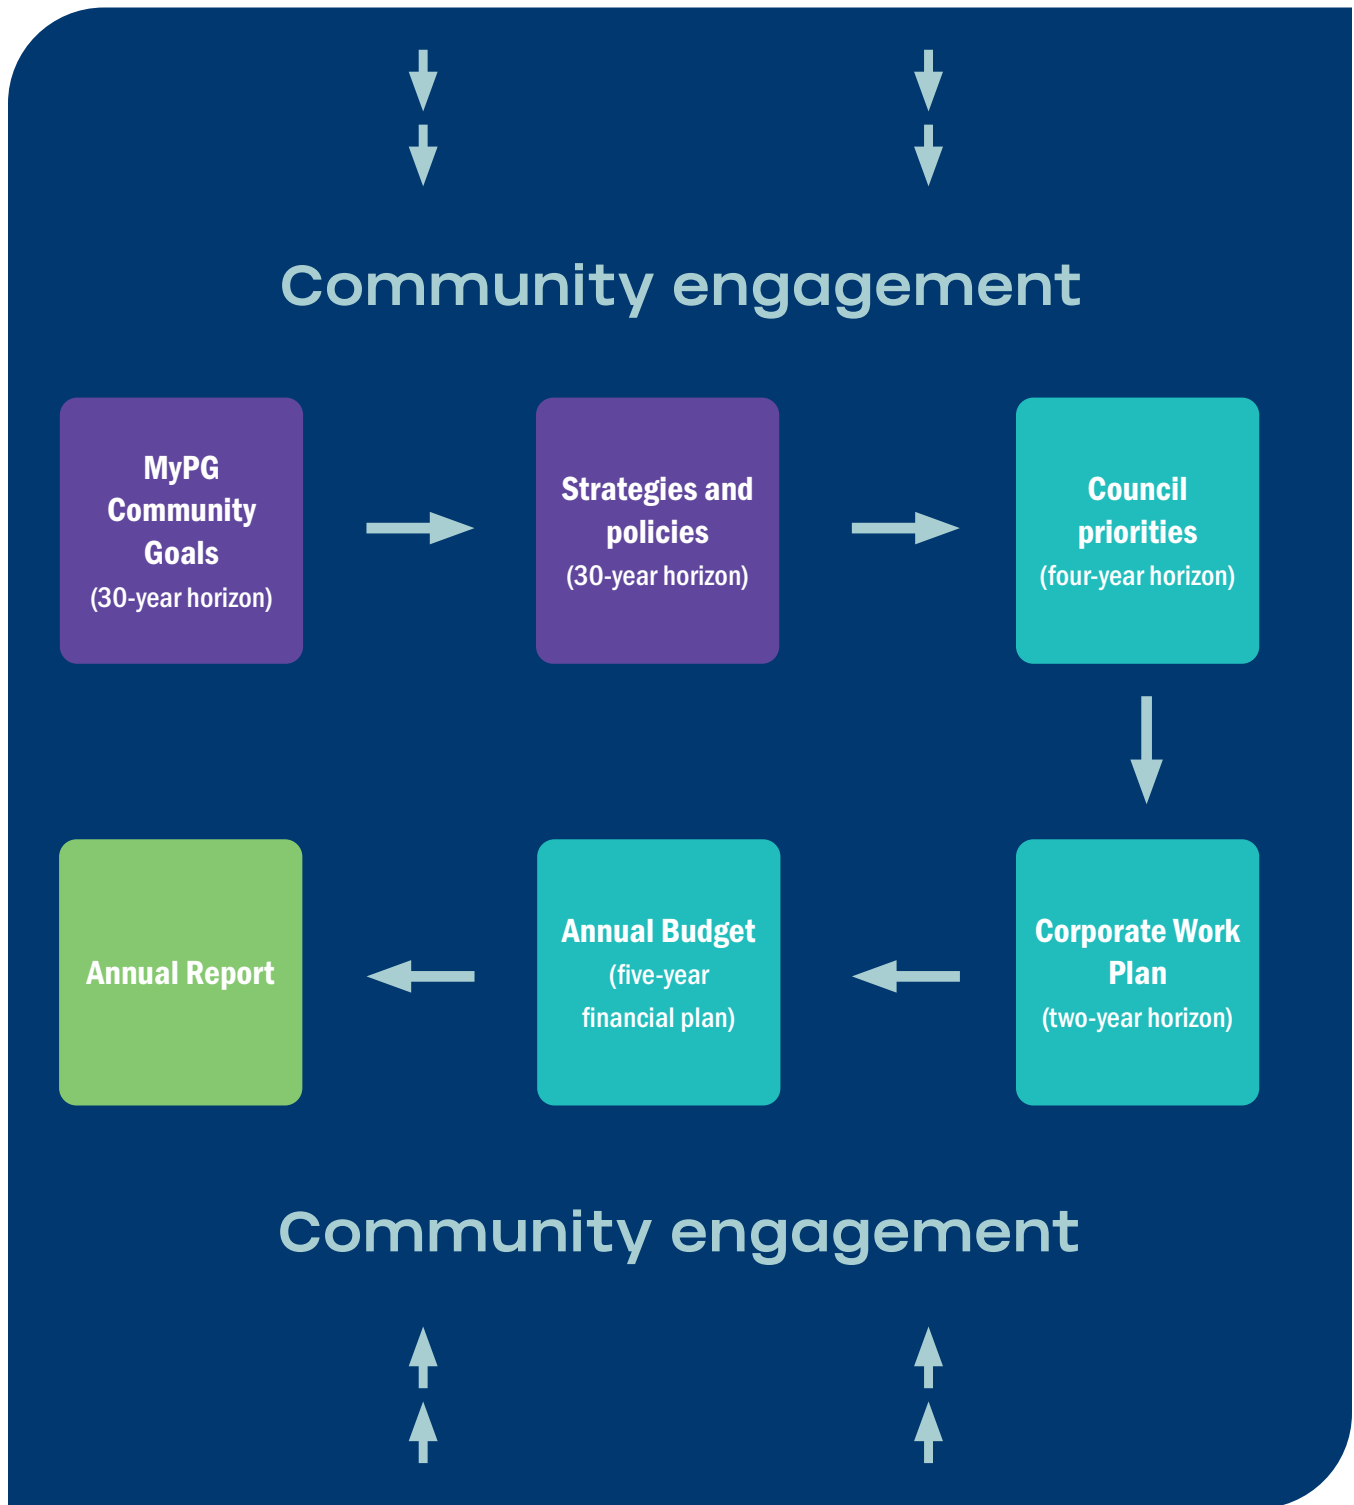 Community engagement
MyPG
Community
Goals
(30-year horizon)
Strategies and
policies
(30-year horizon)
Council
priorities
(four-year horizon)
Annual Report
Annual Budget
(five-year
financial plan)
Corporate Work
Plan
(two-year horizon)
Community engagement